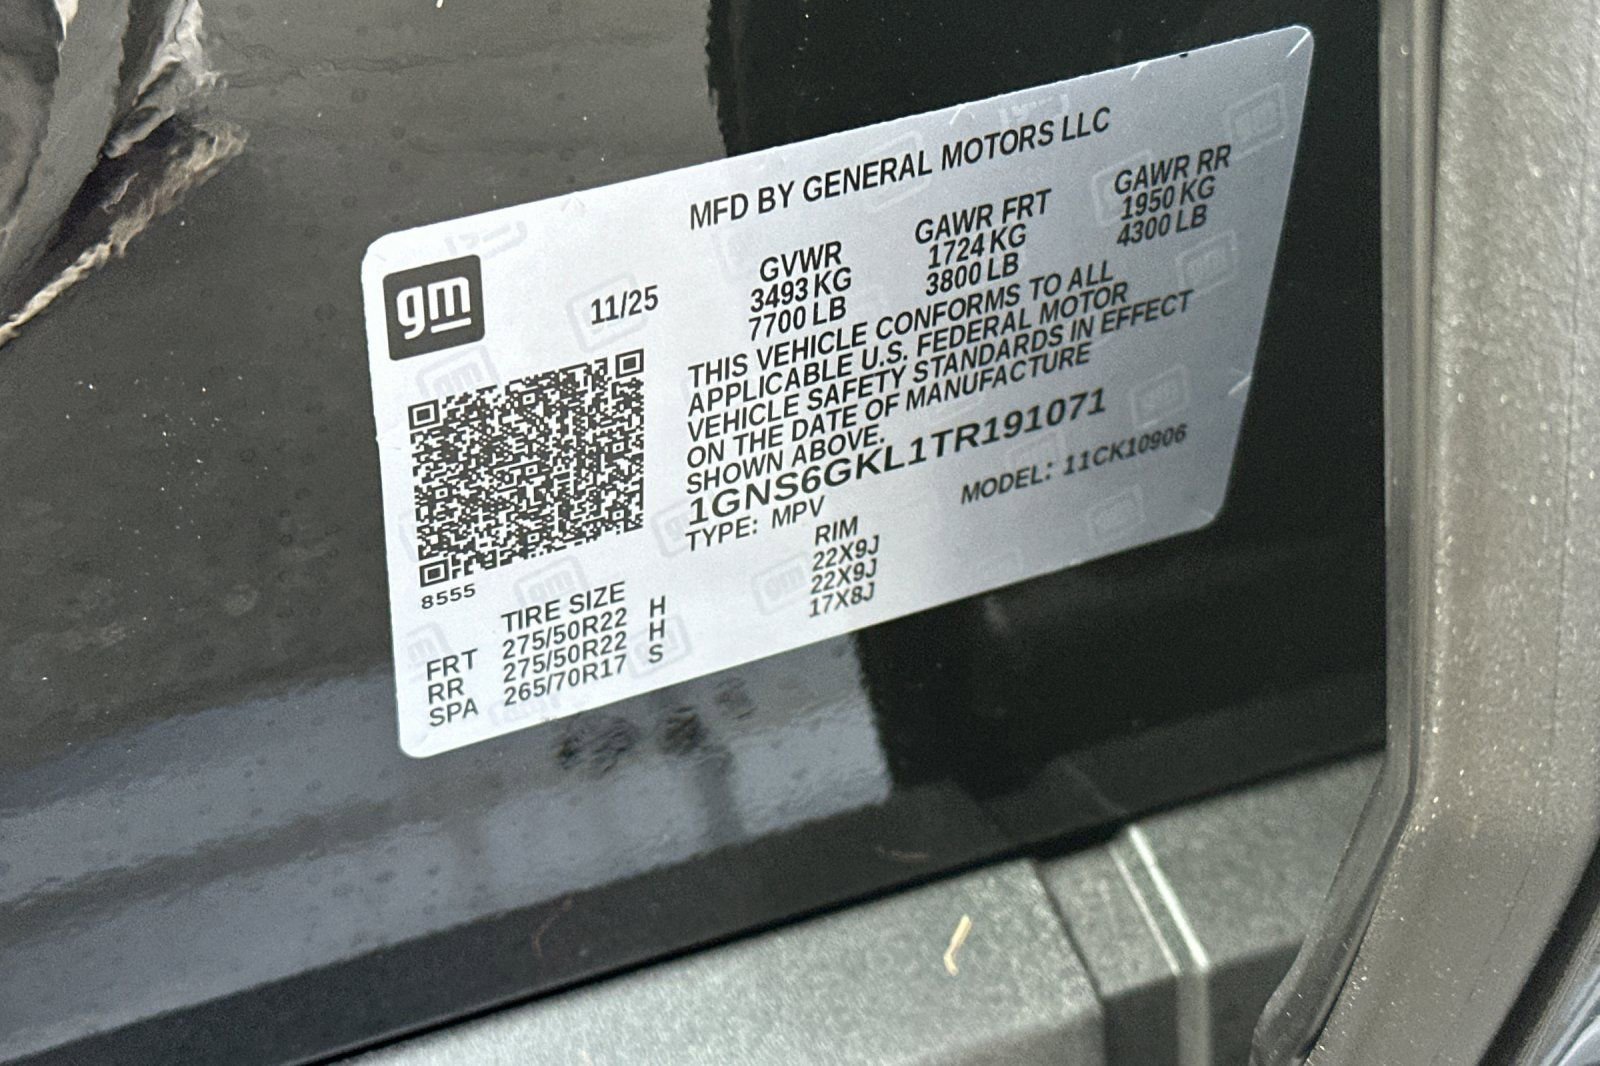 MFD BY GENERAL MOTORS LLC
gm
11/25
GVWR GAWR FRT GAWR RR
3493 KG 1724 KG 1950 KG
7700 LB 3800 LB 4300 LB
THIS VEHICLE CONFORMS TO ALL
APPLICABLE U.S. FEDERAL MOTOR
VEHICLE SAFETY STANDARDS IN EFFECT
ON THE DATE OF MANUFACTURE
SHOWN ABOVE.
1GNS6GKL1TR191071
TYPE: MPV MODEL: 11CK10906
8555
TIRE SIZE RIM
FRT 275/50R22 H 22X9J
RR 275/50R22 H 22X9J
SPA 265/70R17 S 17X8J